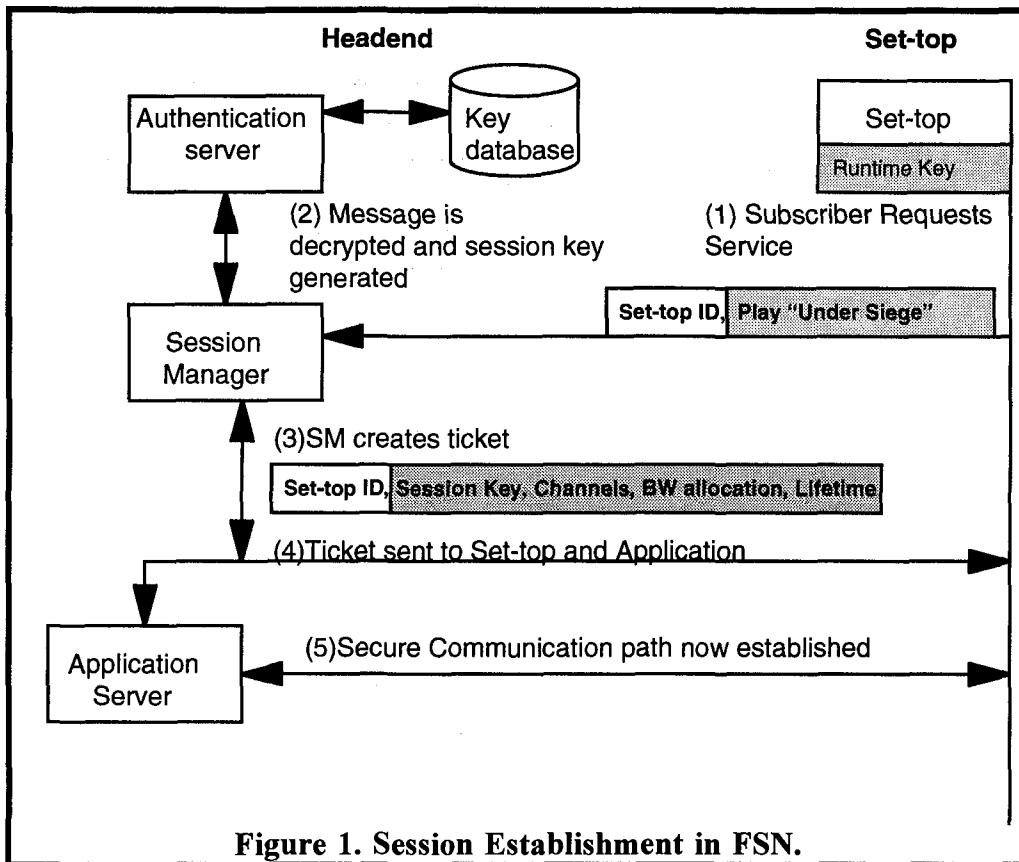 Headend
Set-top
Authentication
server
Key
database
Set-top
Runtime Key
(2) Message is
decrypted and session key
generated
(1) Subscriber Requests
Service
Set-top ID, Play “Under Siege”
Session
Manager
(3)SM creates ticket
Set-top ID, Session Key, Channels, BW allocation, Lifetime
(4)Ticket sent to Set-top and Application
(5)Secure Communication path now established
Application
Server
Figure 1. Session Establishment in FSN.